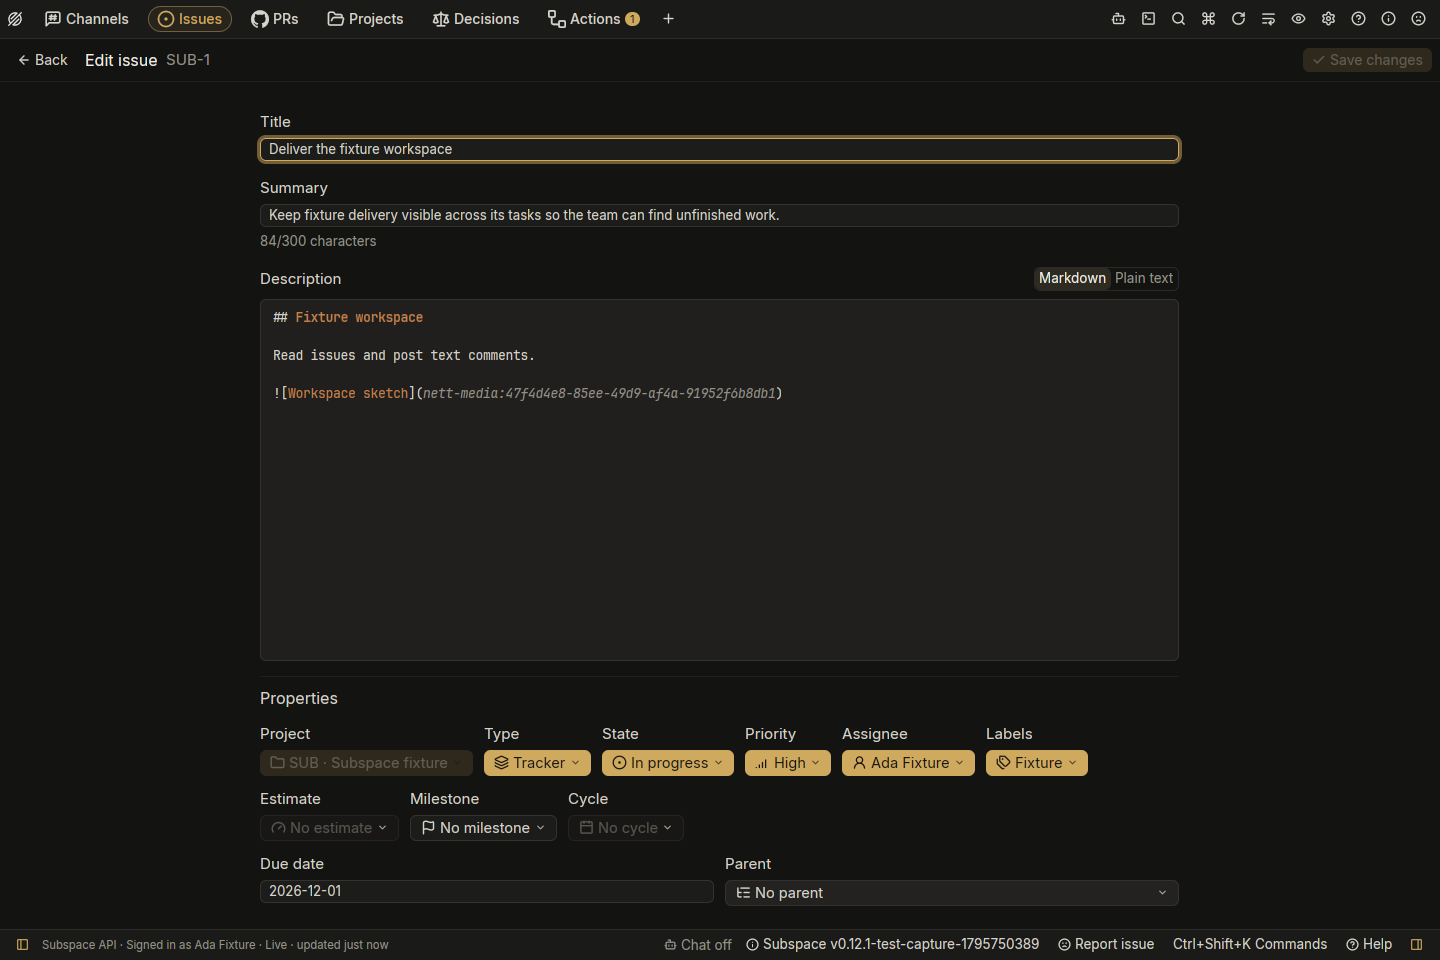 Channels Issues PRs Projects Decisions Actions 1
Back Edit issue SUB-1 Save changes
Title
Deliver the fixture workspace
Summary
Keep fixture delivery visible across its tasks so the team can find unfinished work.
84/300 characters
Description Markdown Plain text
## Fixture workspace
Read issues and post text comments.
![Workspace sketch](nett-media:47f4d4e8-85ee-49d9-af4a-91952f6b8db1)
Properties
Project Type State Priority Assignee Labels
SUB · Subspace fixture Tracker In progress High Ada Fixture Fixture
Estimate Milestone Cycle
No estimate No milestone No cycle
Due date Parent
2026-12-01 No parent
Subspace API · Signed in as Ada Fixture · Live · updated just now Chat off Subspace v0.12.1-test-capture-1795750389 Report issue Ctrl+Shift+K Commands Help